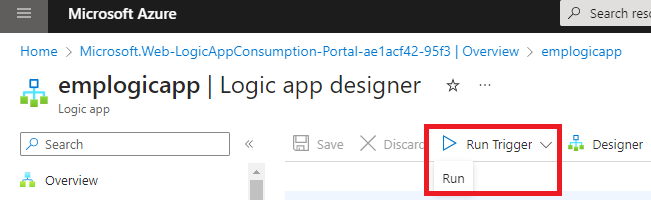 Microsoft Azure
Search resou
Home > Microsoft.Web-LogicAppConsumption-Portal-ae1acf42-95f3 | Overview > emplogicapp
emplogicapp | Logic app designer
Logic app
Search
Save Discard Run Trigger Designer
Overview
Run